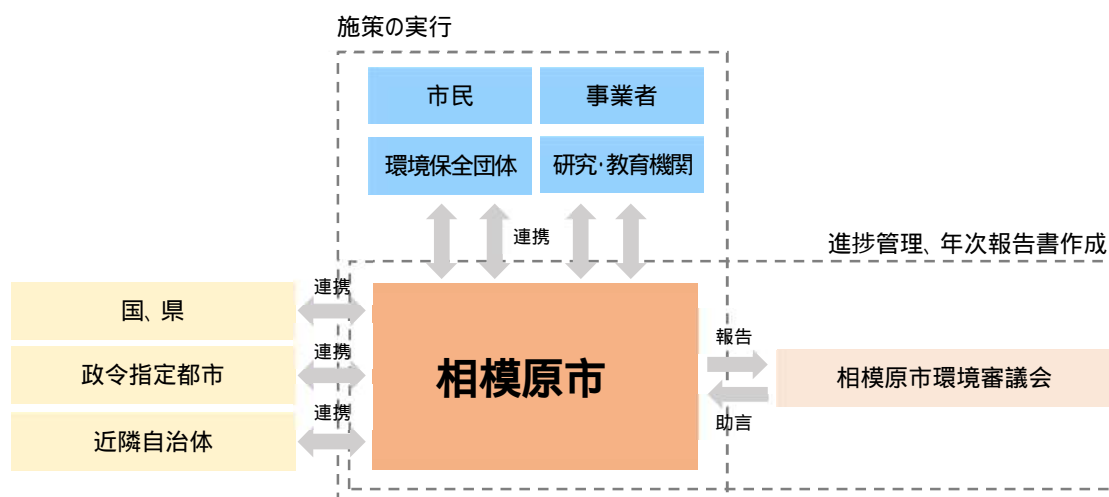 施策の実行
市民
事業者
環境保全団体
研究・教育機関
連携
進捗管理、年次報告書作成
国、県
連携
政令指定都市
連携
近隣自治体
連携
相模原市
報告
助言
相模原市環境審議会